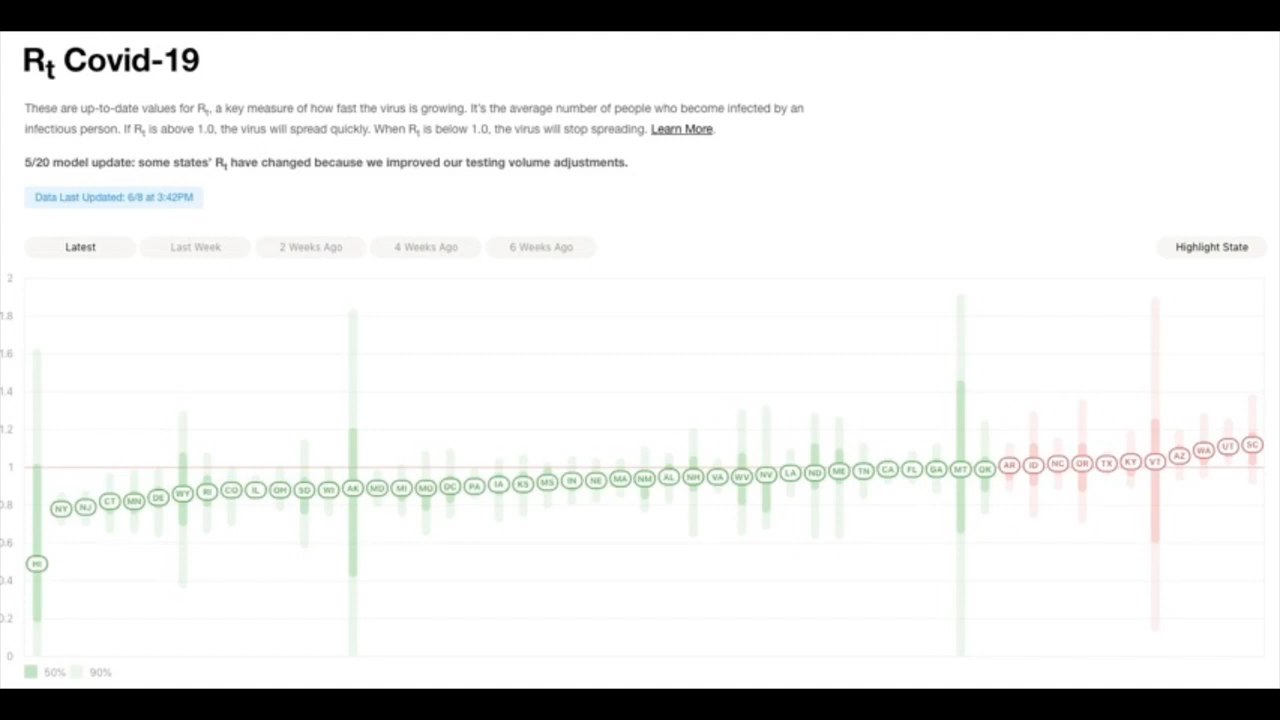 Rt Covid-19
These are up-to-date values for Rt, a key measure of how fast the virus is growing. It's the average number of people who become infected by an
infectious person. If Rt is above 1.0, the virus will spread quickly. When Rt is below 1.0, the virus will stop spreading. Learn More.
5/20 model update: some states' Rt have changed because we improved our testing volume adjustments.
Data Last Updated: 6/8 at 3:42PM
Latest Last Week 2 Weeks Ago 4 Weeks Ago 6 Weeks Ago Highlight State
2
1.8
1.6
1.4
1.2
1
0.8
0.6
0.4
0.2
0
HI NY NJ CT MN DE WY RI CO IL OH SD WI AK MD MI MO DC PA IA KS MS IN NE MA NM AL NH VA WV NV LA ND ME TN CA FL GA MT OK AR ID NC OR TX KY VT AZ WA UT SC
50% 90%